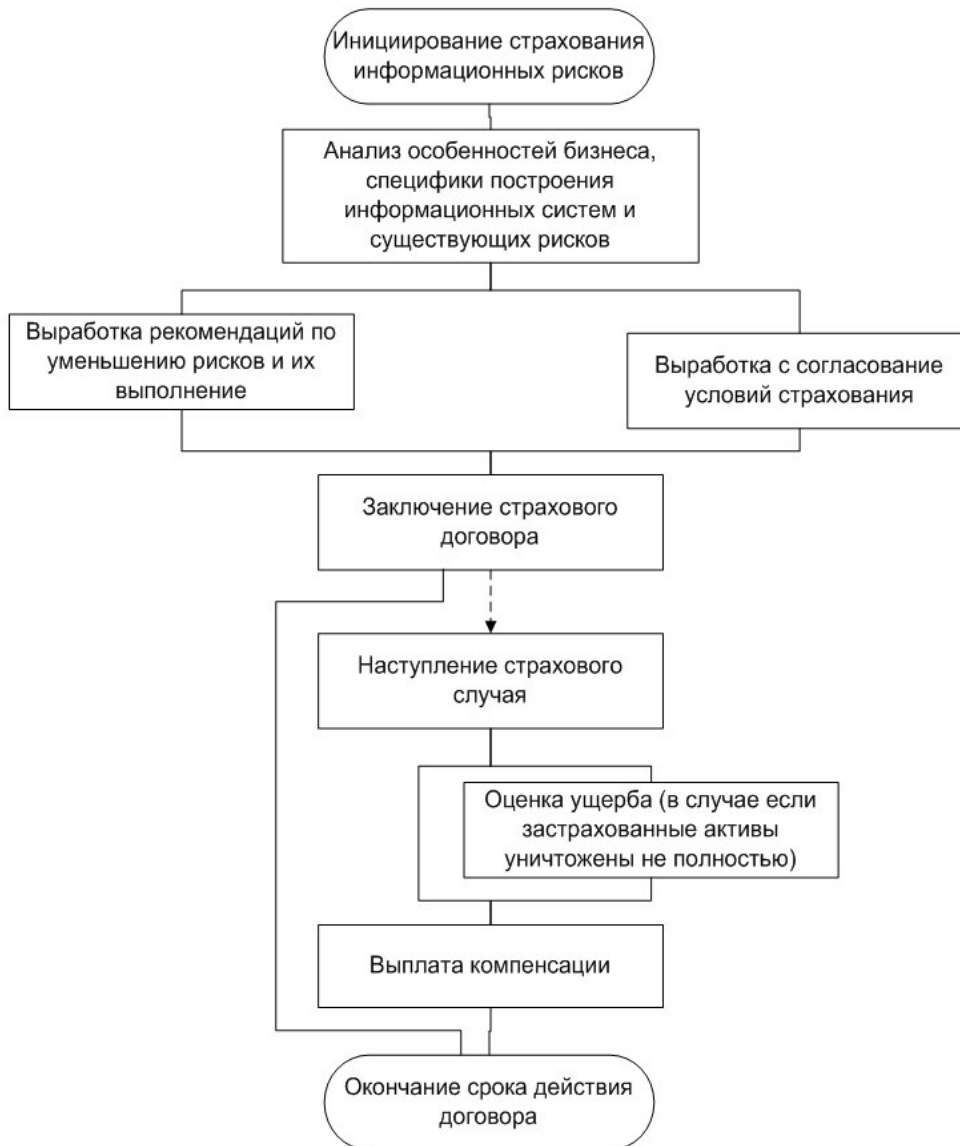 Инициирование страхования
информационных рисков
Анализ особенностей бизнеса,
специфики построения
информационных систем и
существующих рисков
Выработка рекомендаций по
уменьшению рисков и их
выполнение
Выработка с согласование
условий страхования
Заключение страхового
договора
Наступление страхового
случая
Оценка ущерба (в случае если
застрахованные активы
уничтожены не полностью)
Выплата компенсации
Окончание срока действия
договора